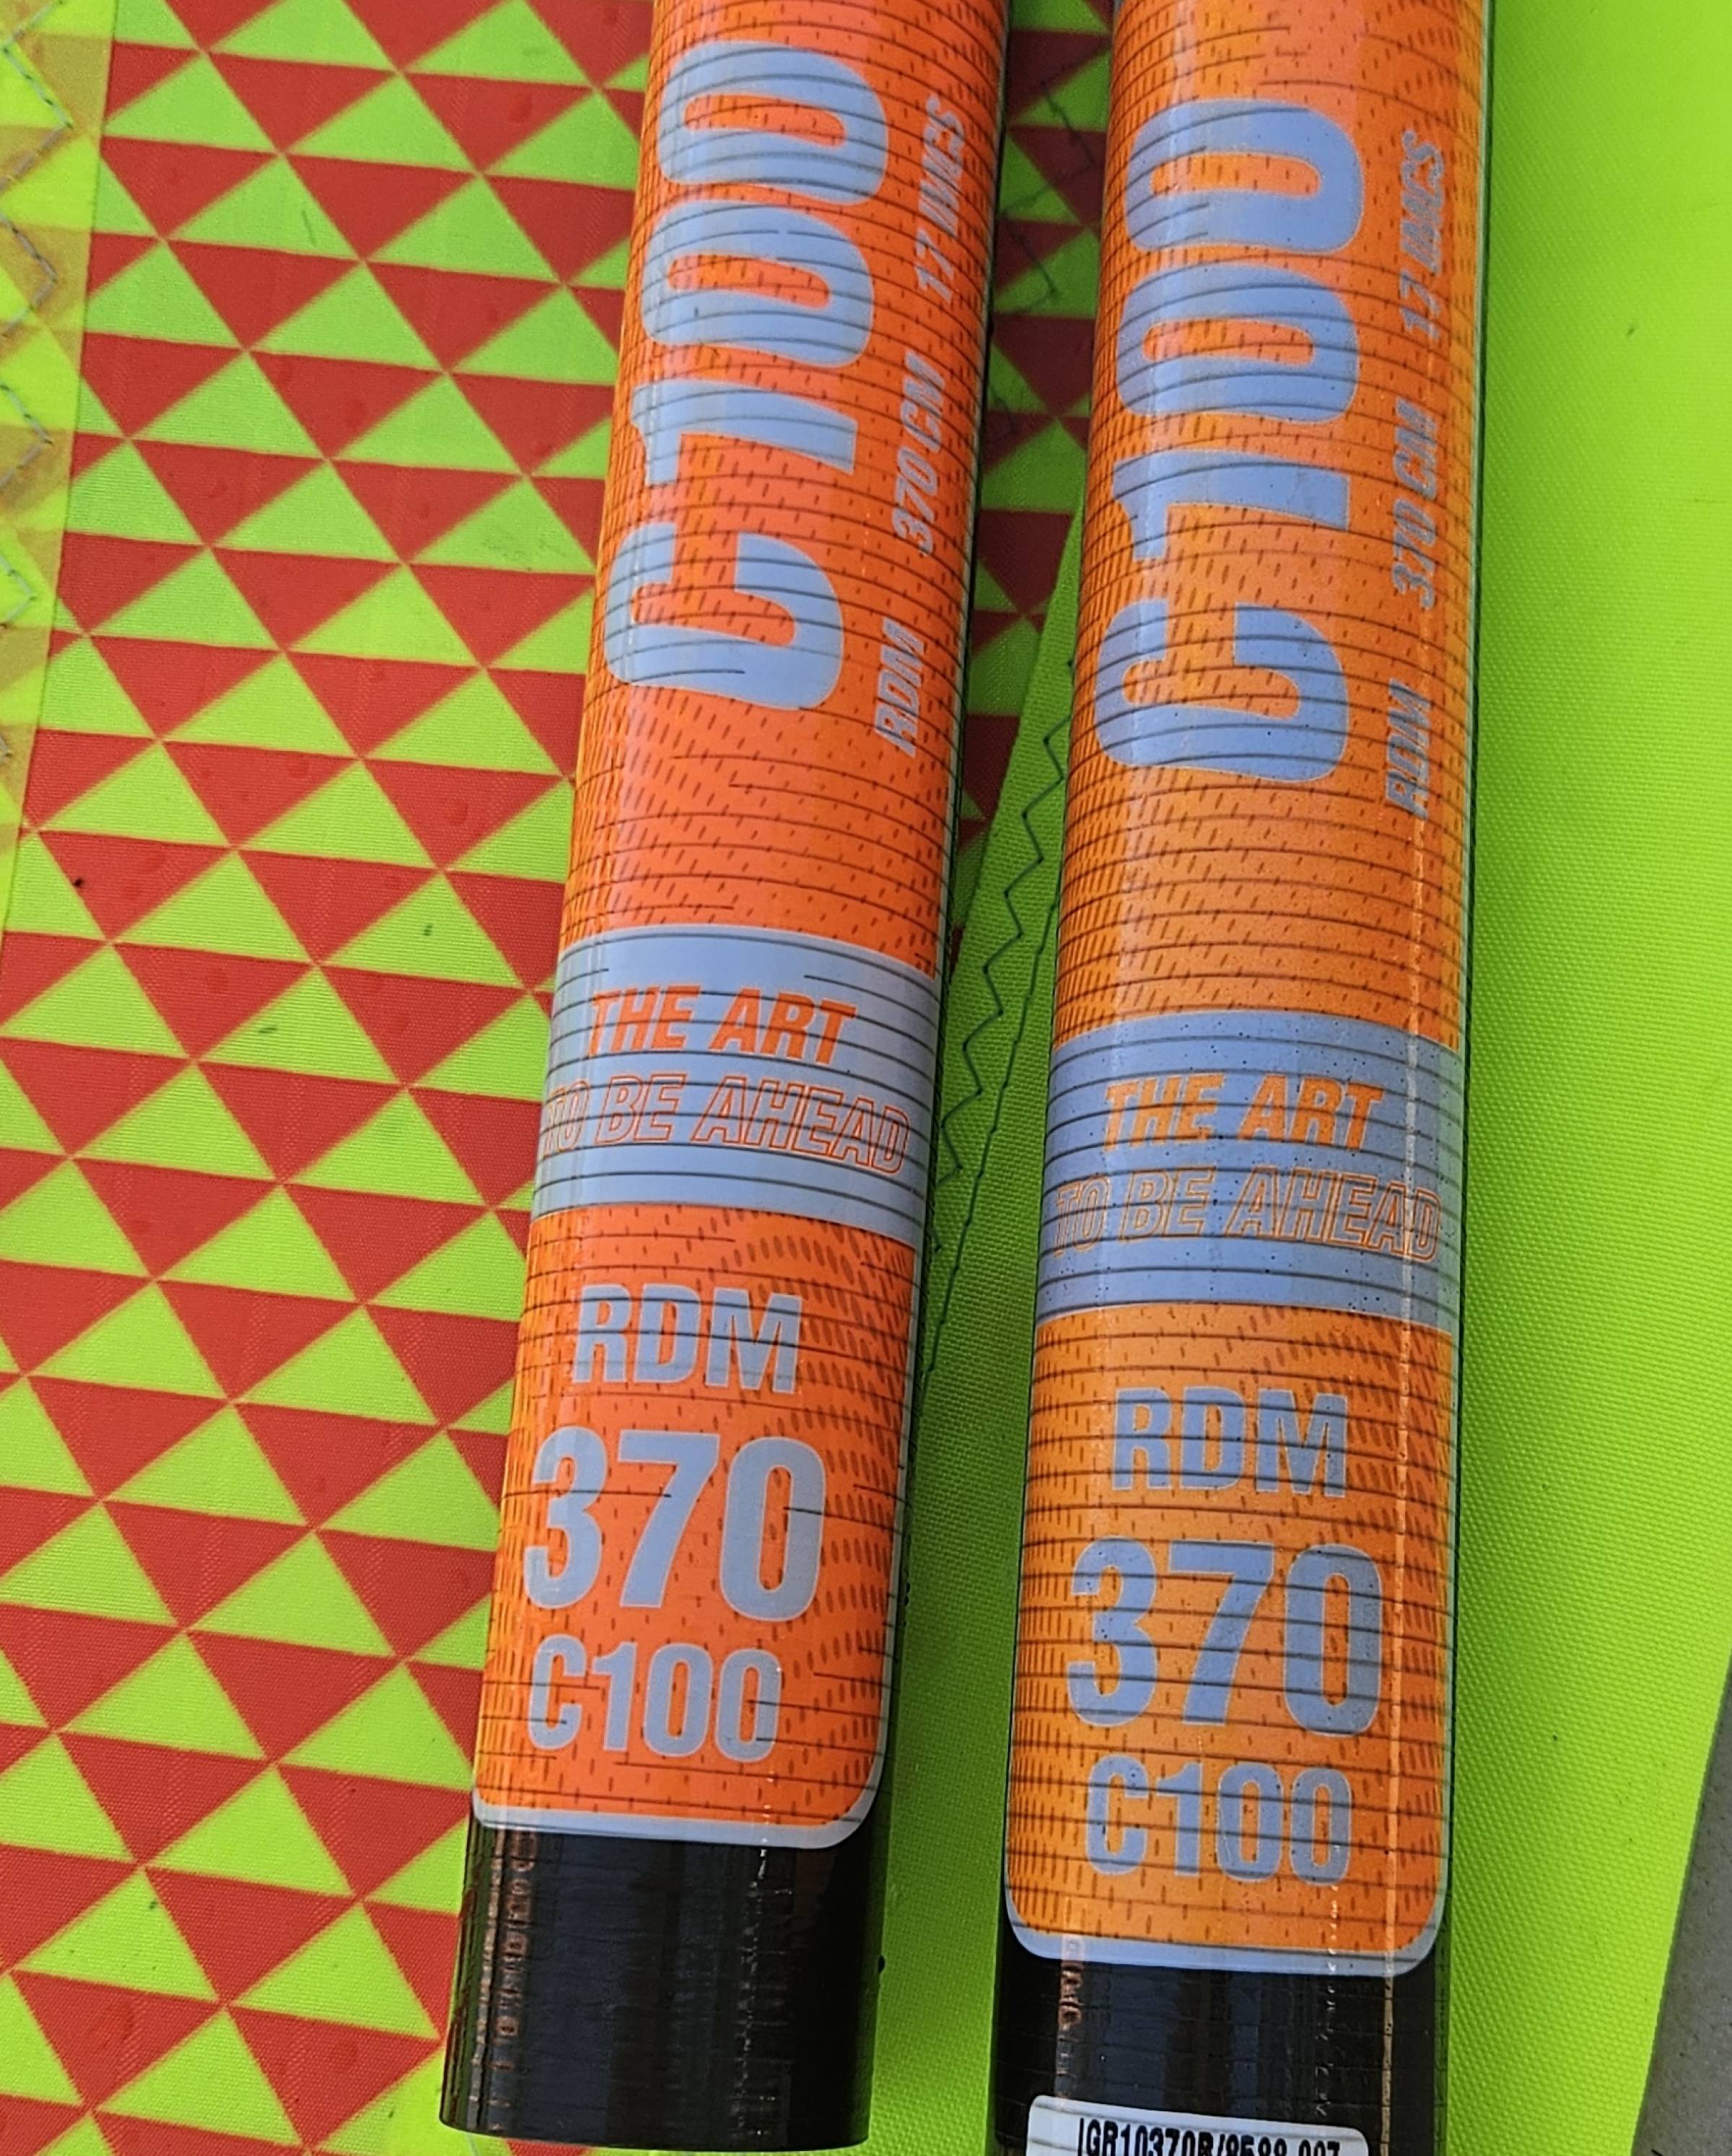 C100
RDM 370 CM 17 IMCS
THE ART
TO BE AHEAD
RDM
370
C100
C100
RDM 370 CM 17 IMCS
THE ART
TO BE AHEAD
RDM
370
C100